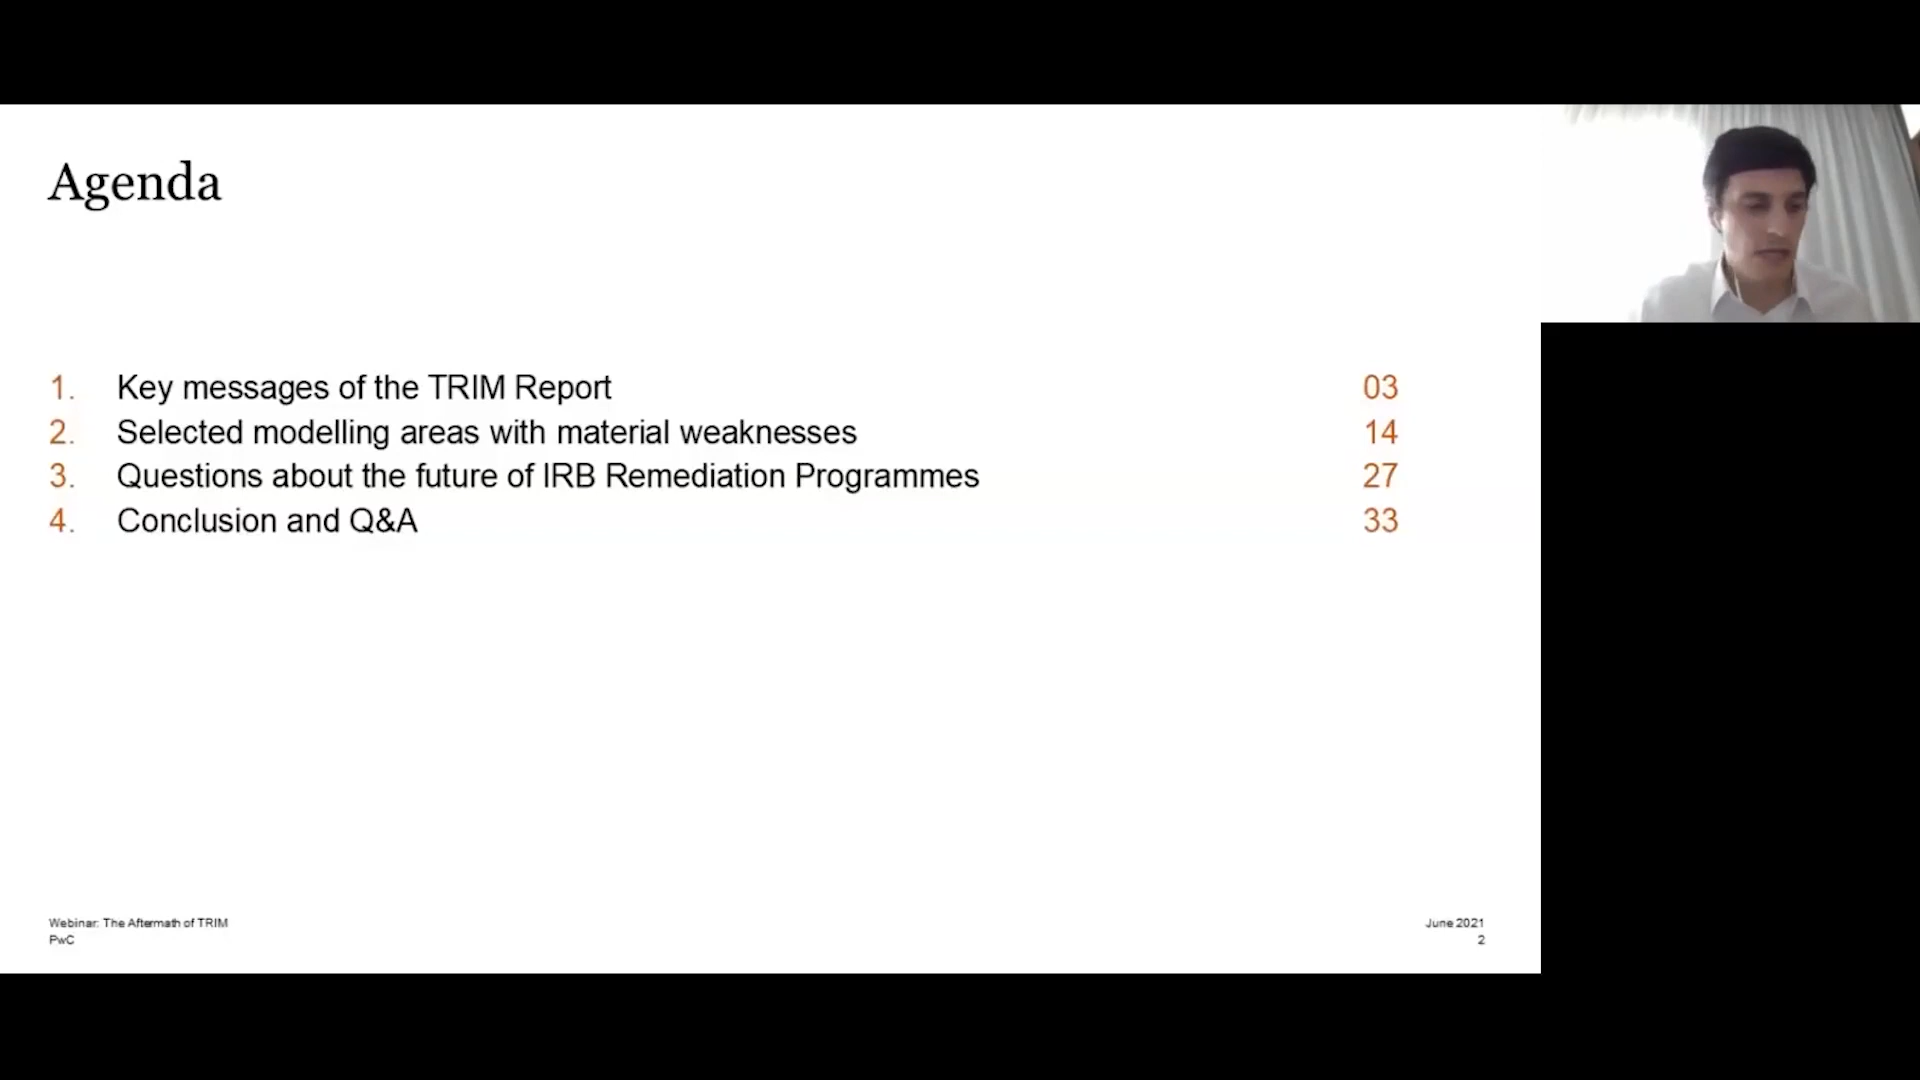 Agenda
1. Key messages of the TRIM Report 03
2. Selected modelling areas with material weaknesses 14
3. Questions about the future of IRB Remediation Programmes 27
4. Conclusion and Q&A 33
Webinar: The Aftermath of TRIM June 2021
PwC 2